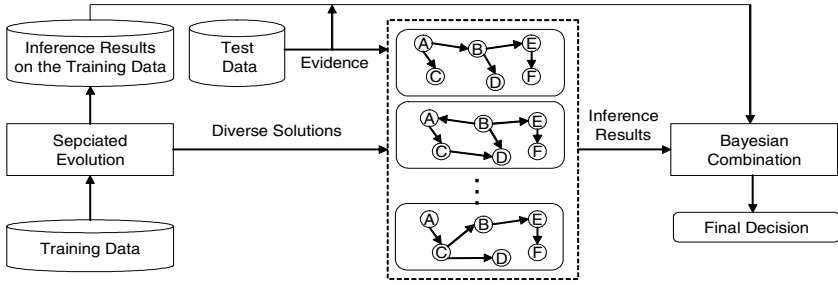 Inference Results
on the Training Data
Test
Data
Evidence
A
B
E
C
D
F
Sepciated
Evolution
Diverse Solutions
A
B
E
C
D
F
Inference
Results
Bayesian
Combination
A
B
E
C
D
F
Training Data
Final Decision